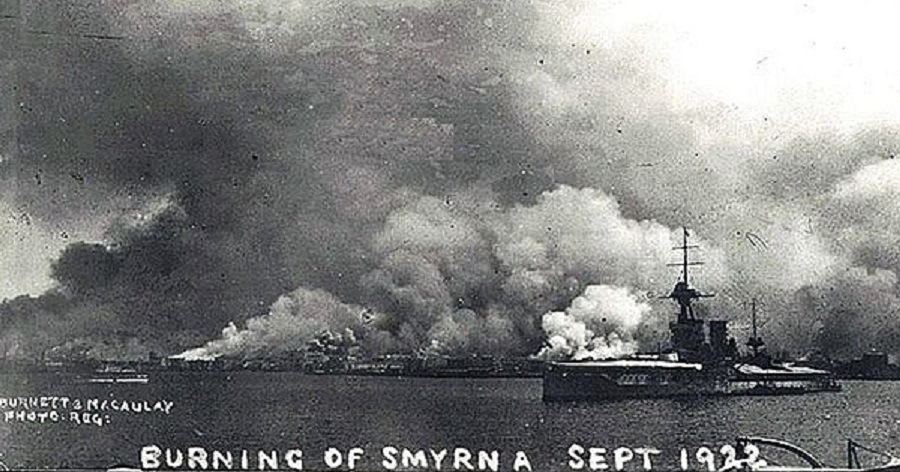 BURNETT & MACAULAY
PHOTO. REG:
BURNING OF SMYRNA SEPT 1922